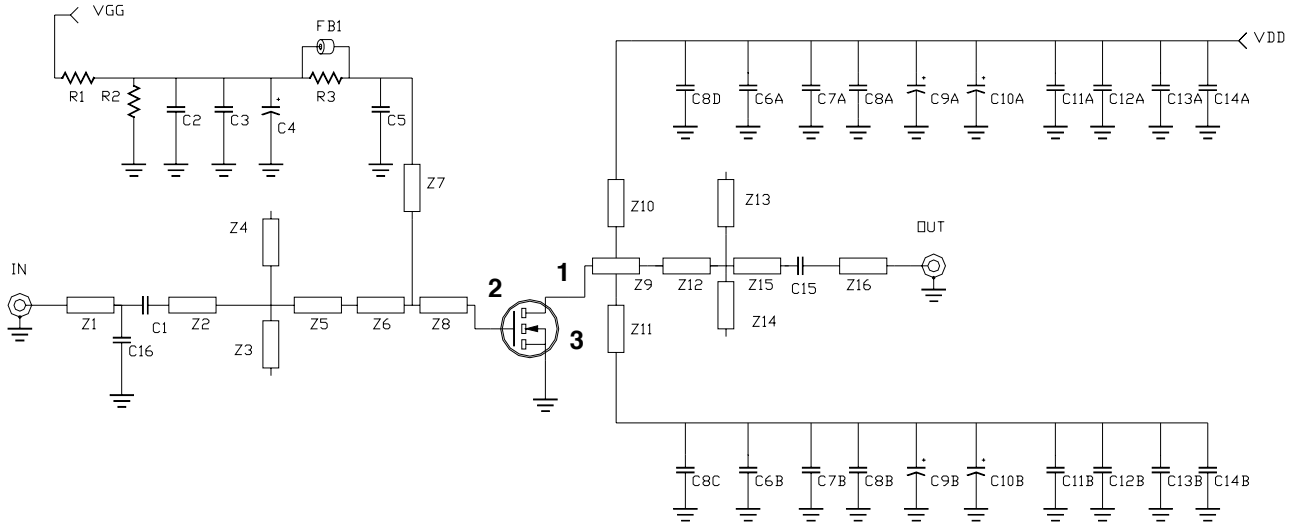 VGG
FB1
VDD
R1
R2
C2
C3
C4
+
R3
C5
C8D
C6A
C7A
C8A
+
C9A
+
C10A
C11A
C12A
C13A
C14A
Z7
Z10
Z13
Z4
OUT
IN
1
2
Z9
Z12
Z15
C15
Z16
Z1
C1
Z2
Z5
Z6
Z8
3
Z14
Z11
C16
Z3
C8C
C6B
C7B
C8B
+
C9B
+
C10B
C11B
C12B
C13B
C14B